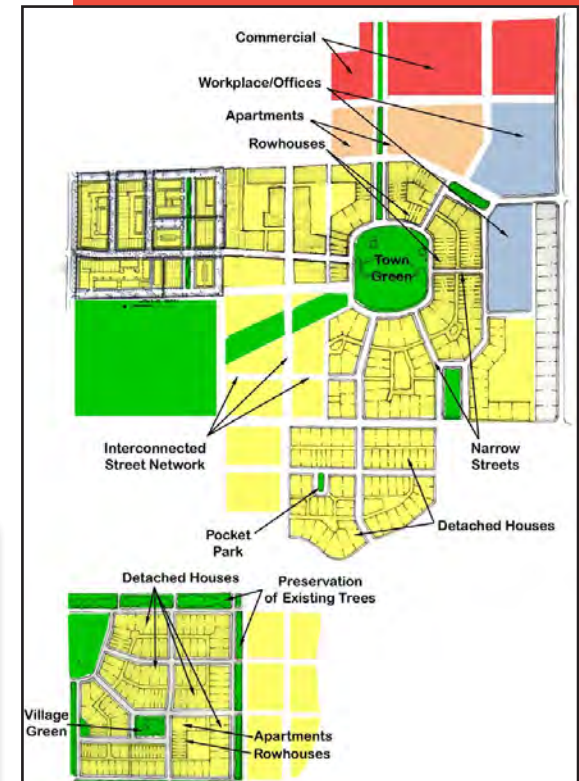 Commercial
Workplace/Offices
Apartments
Rowhouses
Town
Green
Interconnected
Street Network
Narrow
Streets
Pocket
Park
Detached Houses
Detached Houses
Preservation
of Existing Trees
Village
Green
Apartments
Rowhouses